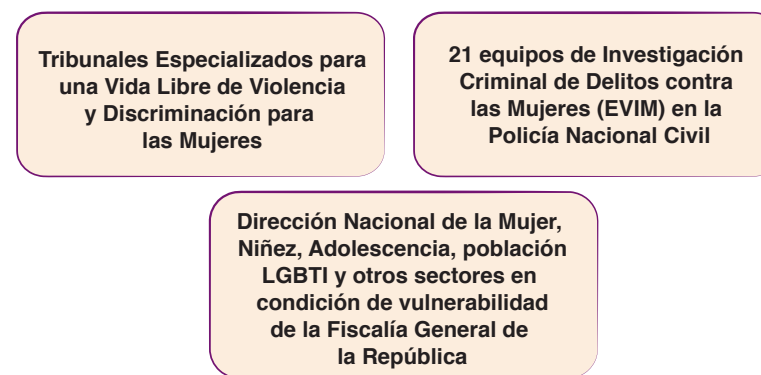 Tribunales Especializados para
una Vida Libre de Violencia
y Discriminación para
las Mujeres
21 equipos de Investigación
Criminal de Delitos contra
las Mujeres (EVIM) en la
Policía Nacional Civil
Dirección Nacional de la Mujer,
Niñez, Adolescencia, población
LGBTI y otros sectores en
condición de vulnerabilidad
de la Fiscalía General de
la República